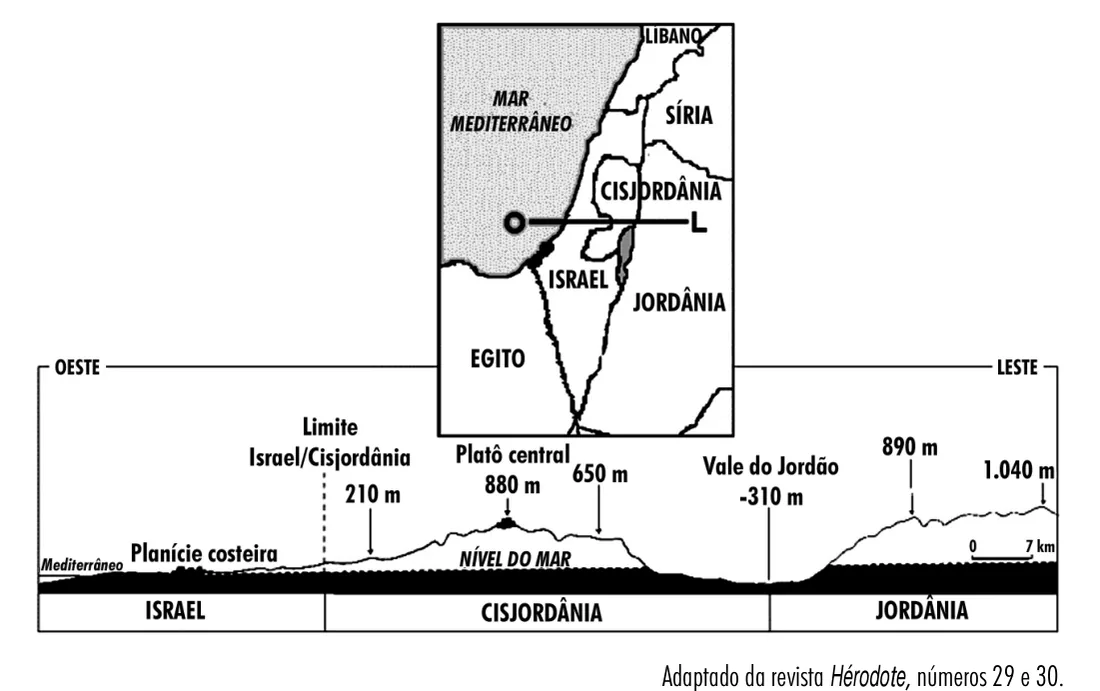 LÍBANO
MAR
MEDITERRÂNEO
SÍRIA
CISJORDÂNIA
O
L
ISRAEL
JORDÂNIA
EGITO
OESTE
LESTE
Limite
Israel/Cisjordânia
210 m
Platô central
880 m
650 m
Vale do Jordão
-310 m
890 m
1.040 m
Mediterrâneo
Planície costeira
NÍVEL DO MAR
0 7 km
ISRAEL
CISJORDÂNIA
JORDÂNIA
Adaptado da revista Hérodote, números 29 e 30.